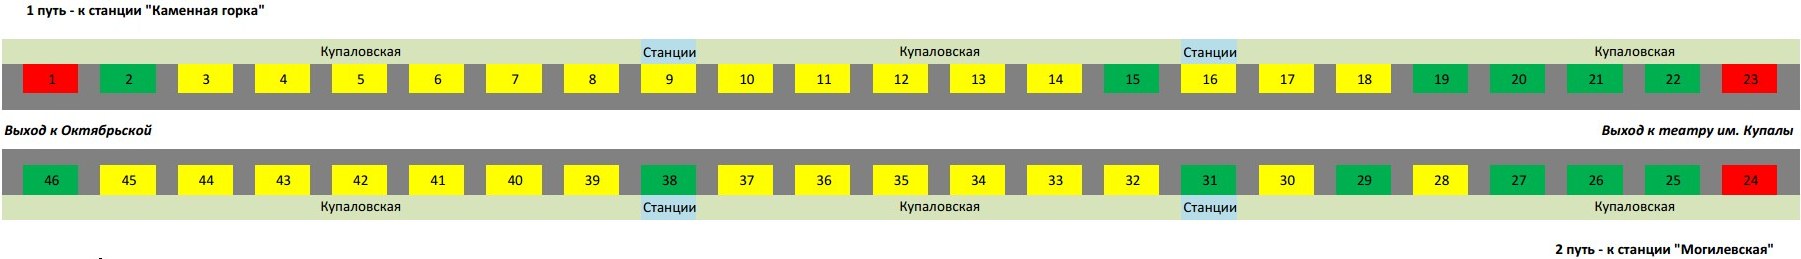 1 путь - к станции "Каменная горка"
Купаловская Станции Купаловская Станции Купаловская
1 2 3 4 5 6 7 8 9 10 11 12 13 14 15 16 17 18 19 20 21 22 23
Выход к Октябрьской Выход к театру им. Купалы
46 45 44 43 42 41 40 39 38 37 36 35 34 33 32 31 30 29 28 27 26 25 24
Купаловская Станции Купаловская Станции Купаловская
2 путь - к станции "Могилевская"